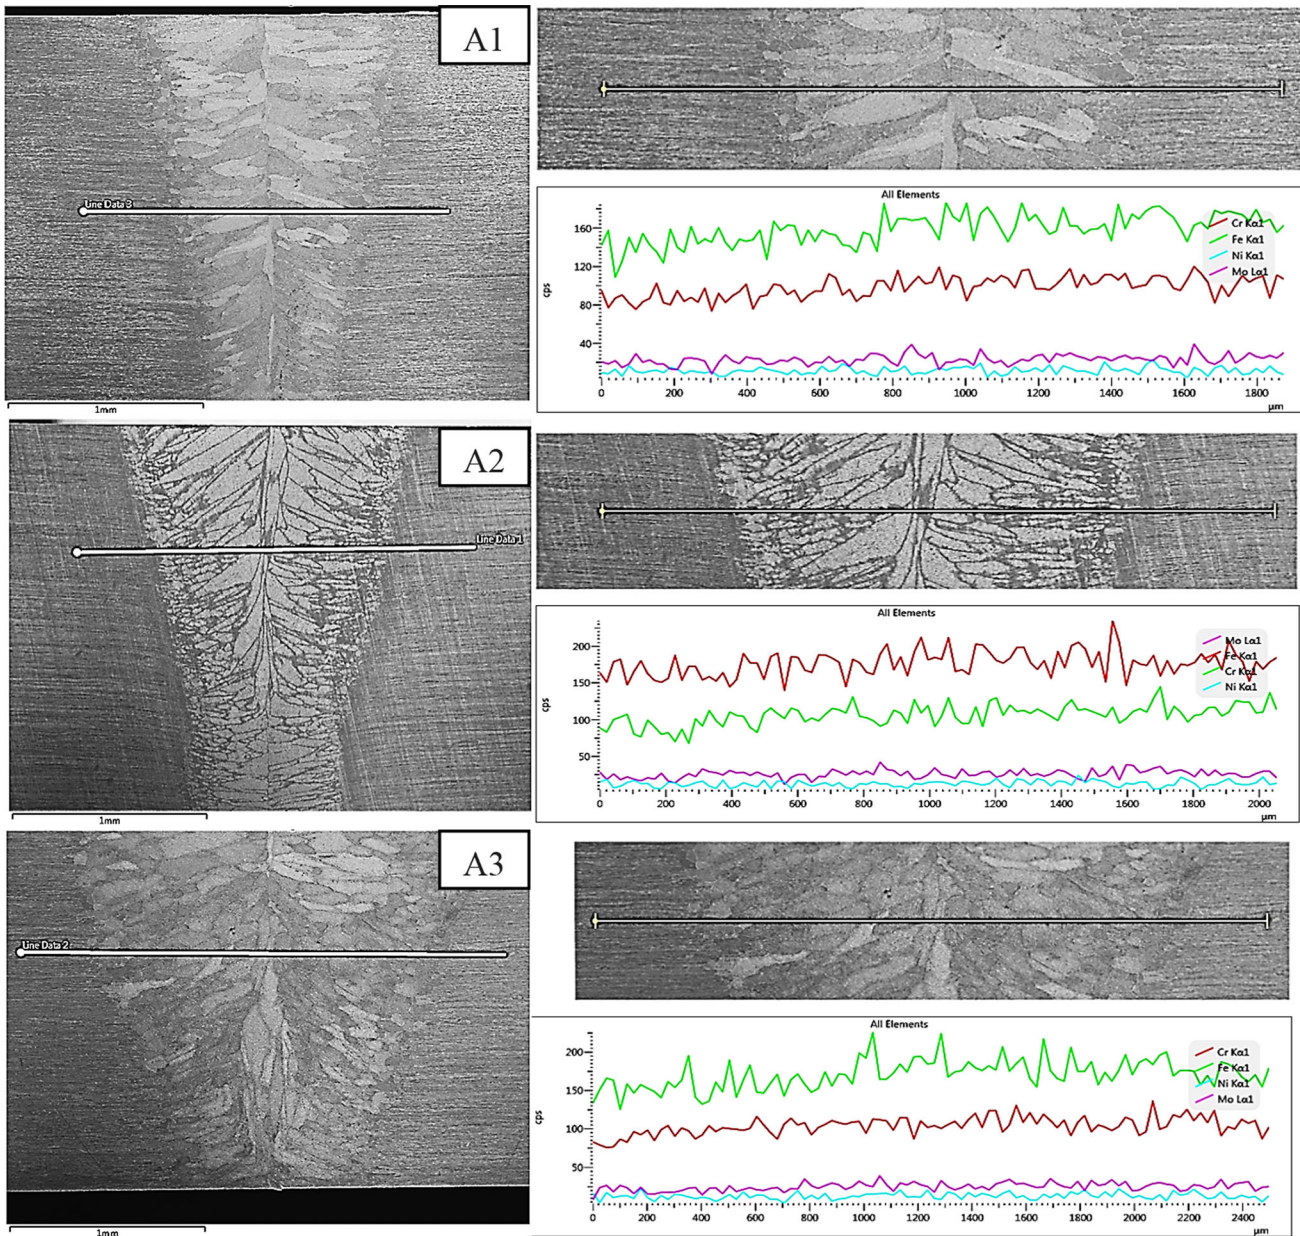 A1
Line Data 3
1mm
All Elements
cps
160
120
80
40
Cr Kα1
Fe Kα1
Ni Kα1
Mo Lα1
0 200 400 600 800 1000 1200 1400 1600 1800
µm
A2
Line Data 1
1mm
All Elements
cps
200
150
100
50
Mo Lα1
Fe Kα1
Cr Kα1
Ni Kα1
0 200 400 600 800 1000 1200 1400 1600 1800 2000
µm
A3
Line Data 2
1mm
All Elements
cps
200
150
100
50
Cr Kα1
Fe Kα1
Ni Kα1
Mo Lα1
0 200 400 600 800 1000 1200 1400 1600 1800 2000 2200 2400
µm